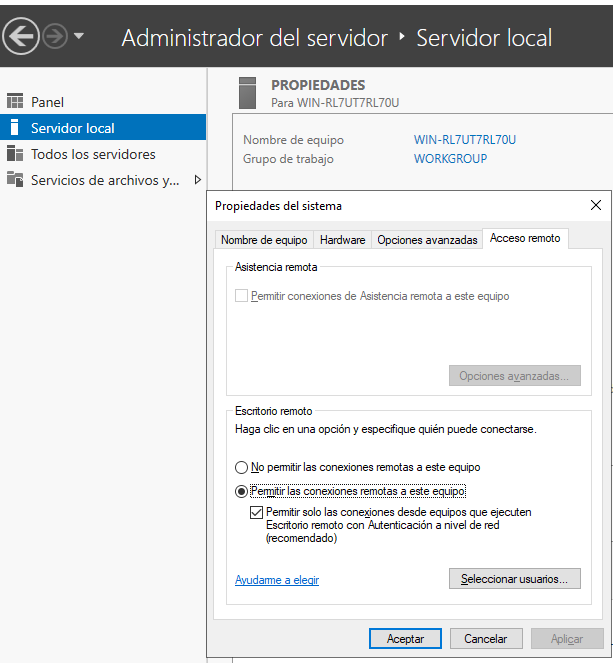 Administrador del servidor ‣ Servidor local
Panel
Servidor local
Todos los servidores
Servicios de archivos y...
PROPIEDADES
Para WIN-RL7UT7RL70U
Nombre de equipo WIN-RL7UT7RL70U
Grupo de trabajo WORKGROUP
Propiedades del sistema
Nombre de equipo Hardware Opciones avanzadas Acceso remoto
Asistencia remota
Permitir conexiones de Asistencia remota a este equipo
Opciones avanzadas...
Escritorio remoto
Haga clic en una opción y especifique quién puede conectarse.
No permitir las conexiones remotas a este equipo
Permitir las conexiones remotas a este equipo
Permitir solo las conexiones desde equipos que ejecuten
Escritorio remoto con Autenticación a nivel de red
(recomendado)
Ayudarme a elegir
Seleccionar usuarios...
Aceptar Cancelar Aplicar